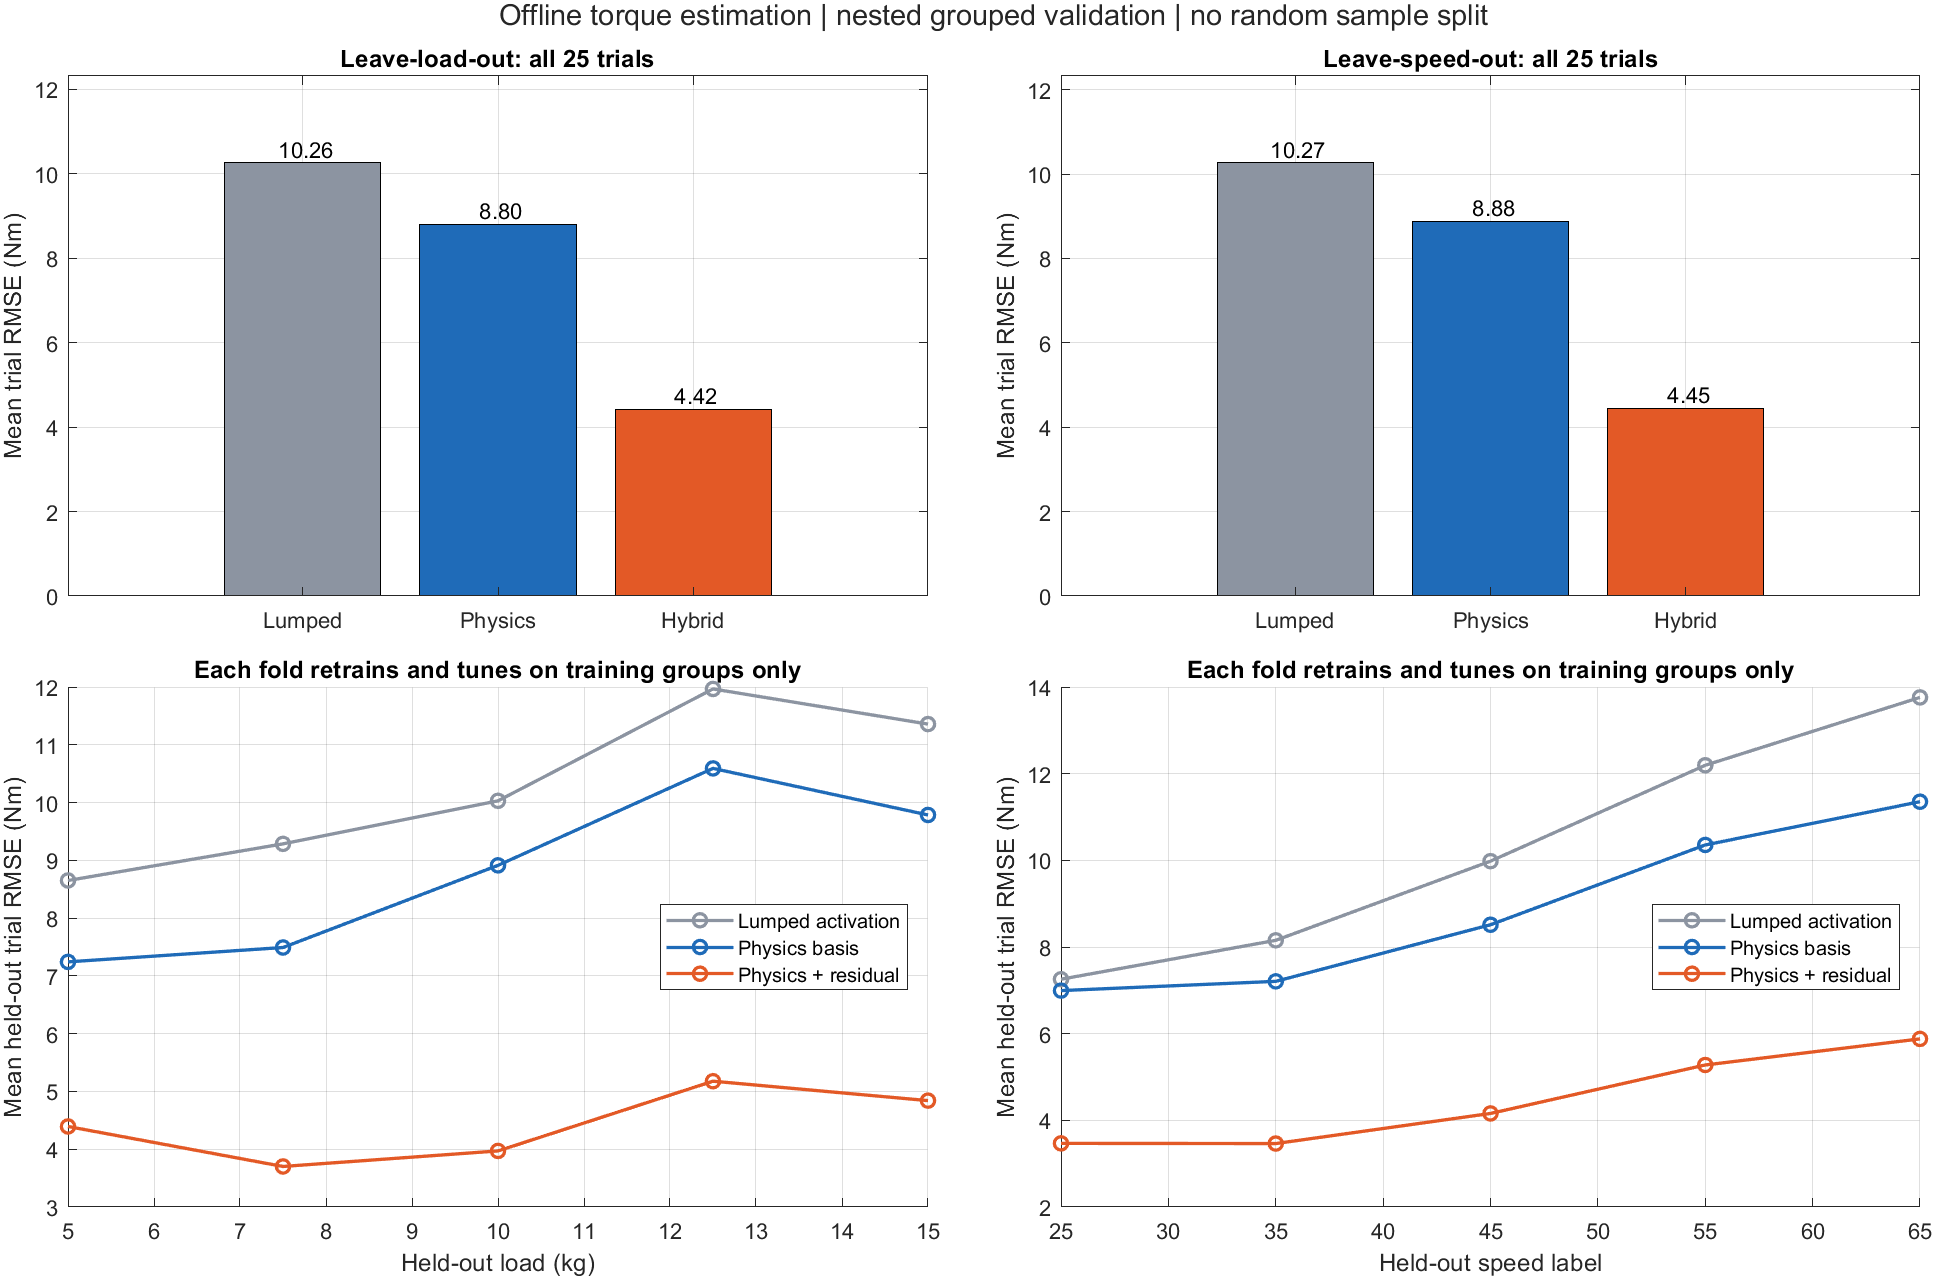 Offline torque estimation | nested grouped validation | no random sample split
Leave-load-out: all 25 trials
12
10
8
6
4
2
0
Mean trial RMSE (Nm)
10.26
8.80
4.42
Lumped
Physics
Hybrid
Leave-speed-out: all 25 trials
12
10
8
6
4
2
0
Mean trial RMSE (Nm)
10.27
8.88
4.45
Lumped
Physics
Hybrid
Each fold retrains and tunes on training groups only
12
11
10
9
8
7
6
5
4
3
Mean held-out trial RMSE (Nm)
Lumped activation
Physics basis
Physics + residual
5 6 7 8 9 10 11 12 13 14 15
Held-out load (kg)
Each fold retrains and tunes on training groups only
14
12
10
8
6
4
2
Mean held-out trial RMSE (Nm)
Lumped activation
Physics basis
Physics + residual
25 30 35 40 45 50 55 60 65
Held-out speed label